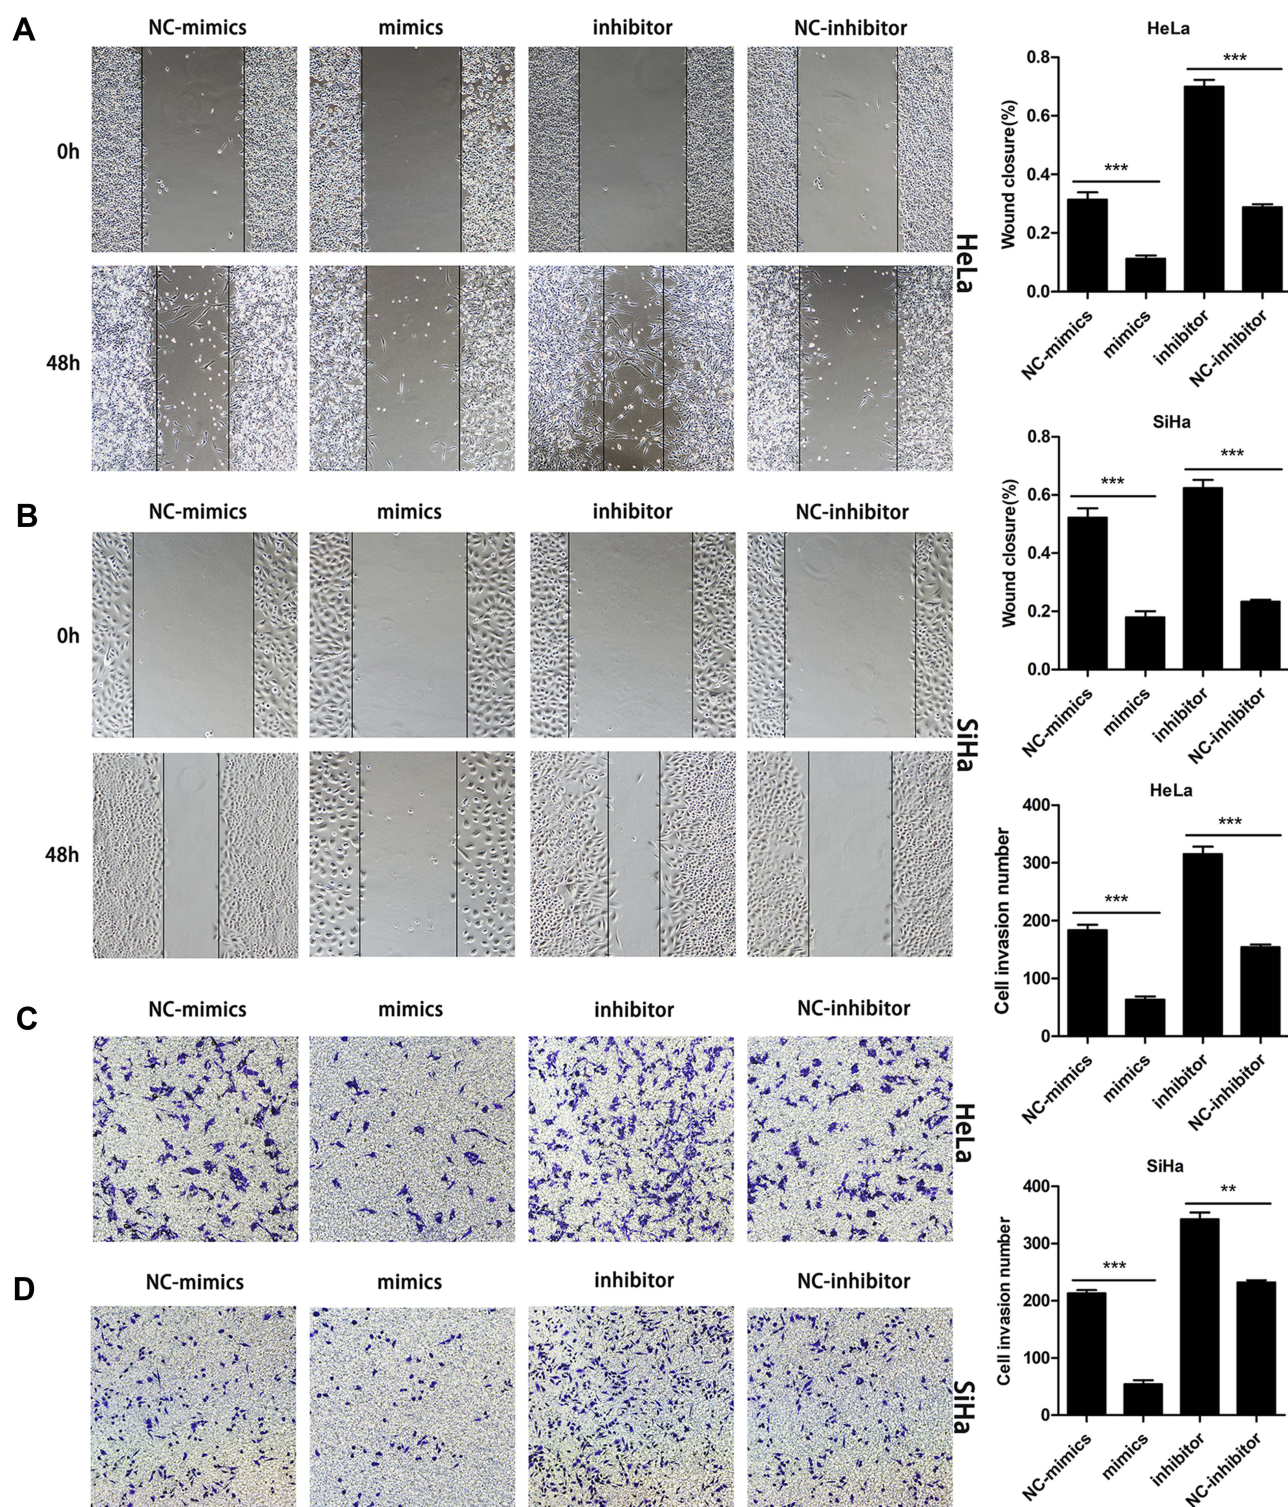 A
NC-mimics
mimics
inhibitor
NC-inhibitor
0h
48h
HeLa
HeLa
Wound closure(%)
0.8
0.6
0.4
0.2
0.0
***
***
NC-mimics
mimics
inhibitor
NC-inhibitor
B
NC-mimics
mimics
inhibitor
NC-inhibitor
0h
48h
SiHa
SiHa
Wound closure(%)
0.8
0.6
0.4
0.2
0.0
***
***
NC-mimics
mimics
inhibitor
NC-inhibitor
C
NC-mimics
mimics
inhibitor
NC-inhibitor
HeLa
HeLa
Cell invasion number
400
300
200
100
0
***
***
NC-mimics
mimics
inhibitor
NC-inhibitor
D
NC-mimics
mimics
inhibitor
NC-inhibitor
SiHa
SiHa
Cell invasion number
400
300
200
100
0
***
**
NC-mimics
mimics
inhibitor
NC-inhibitor